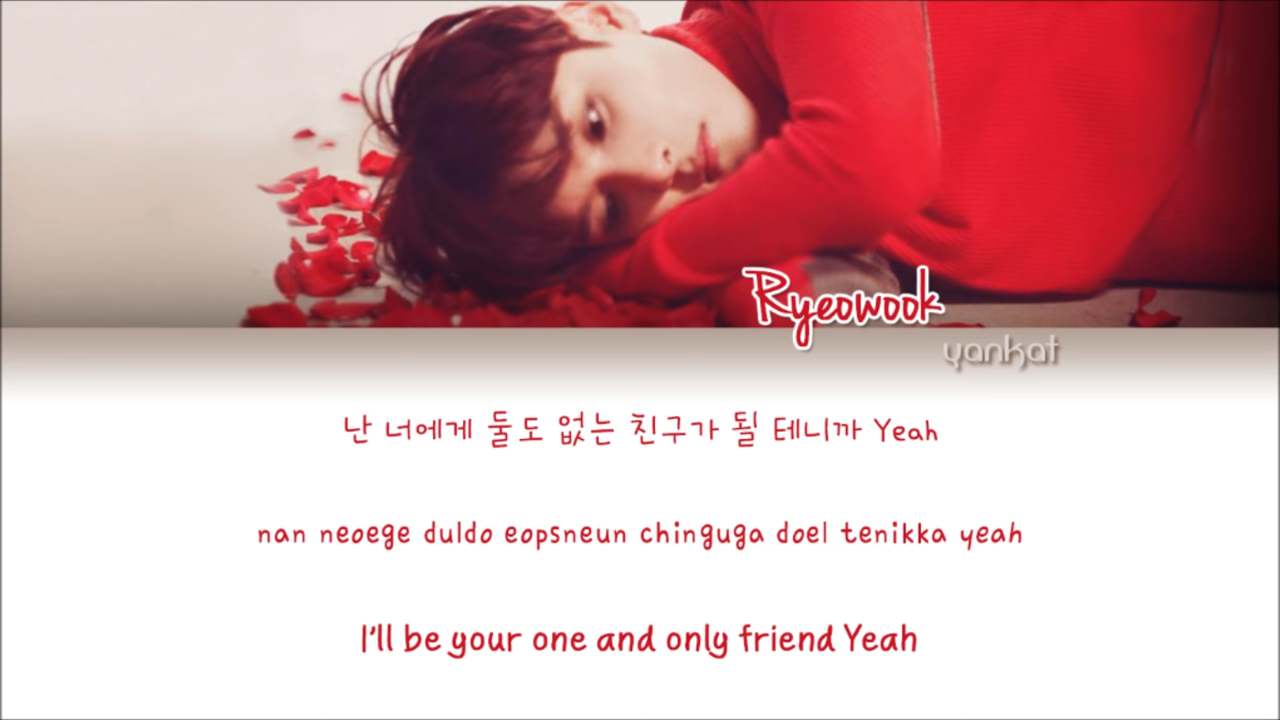 Ryeowook
yankat
난 너에게 둘도 없는 친구가 될 테니까 Yeah
nan neoege duldo eopsneun chinguga doel tenikka yeah
I'll be your one and only friend Yeah